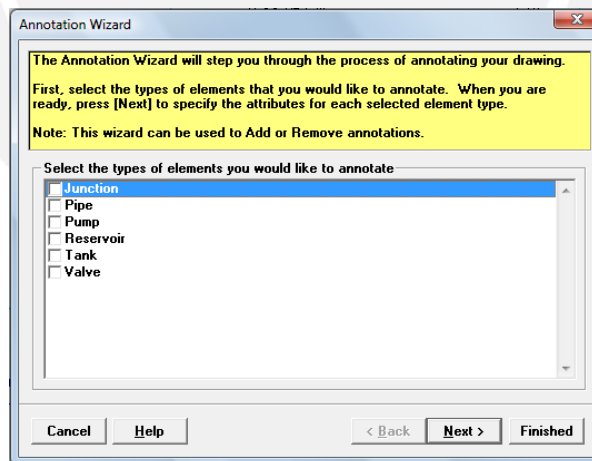 Annotation Wizard
The Annotation Wizard will step you through the process of annotating your drawing.
First, select the types of elements that you would like to annotate. When you are
ready, press [Next] to specify the attributes for each selected element type.
Note: This wizard can be used to Add or Remove annotations.
Select the types of elements you would like to annotate
Junction
Pipe
Pump
Reservoir
Tank
Valve
Cancel Help < Back Next > Finished